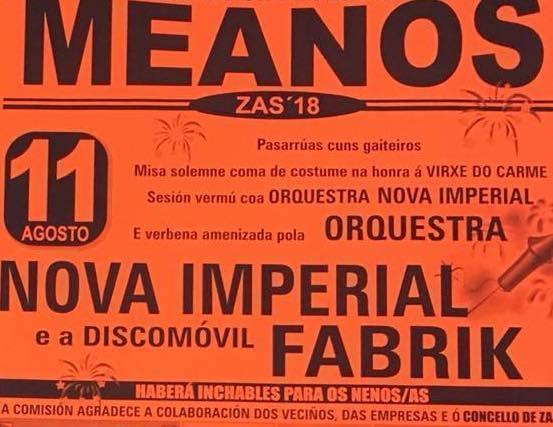 MEANOS
ZAS´18
11
AGOSTO
Pasarrúas cuns gaiteiros
Misa solemne coma de costume na honra á VIRXE DO CARME
Sesión vermú coa ORQUESTRA NOVA IMPERIAL
E verbena amenizada pola ORQUESTRA
NOVA IMPERIAL
e a DISCOMÓVIL FABRIK
HABERÁ INCHABLES PARA OS NENOS/AS
A COMISIÓN AGRADECE A COLABORACIÓN DOS VECIÑOS, DAS EMPRESAS E Ó CONCELLO DE ZA